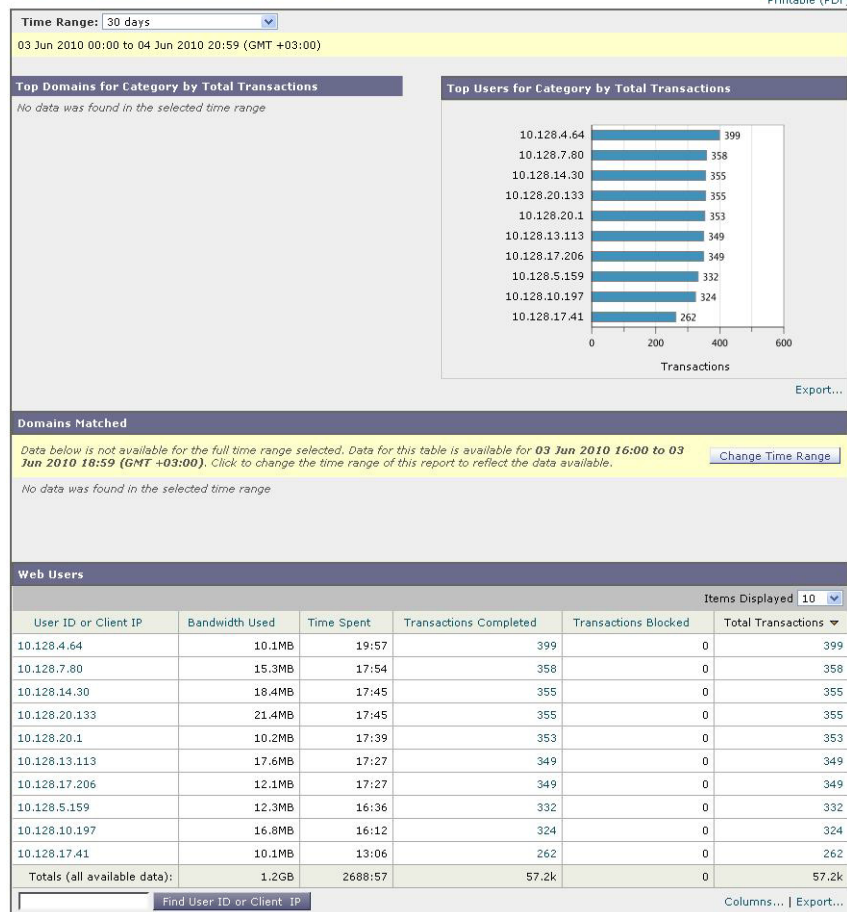 Printable (PDF)
Time Range: 30 days
03 Jun 2010 00:00 to 04 Jun 2010 20:59 (GMT +03:00)
Top Domains for Category by Total Transactions
No data was found in the selected time range
Top Users for Category by Total Transactions
10.128.4.64 399
10.128.7.80 358
10.128.14.30 355
10.128.20.133 355
10.128.20.1 353
10.128.13.113 349
10.128.17.206 349
10.128.5.159 332
10.128.10.197 324
10.128.17.41 262
0 200 400 600
Transactions
Export...
Domains Matched
Data below is not available for the full time range selected. Data for this table is available for 03 Jun 2010 16:00 to 03
Jun 2010 18:59 (GMT +03:00). Click to change the time range of this report to reflect the data available.
Change Time Range
No data was found in the selected time range
Web Users
Items Displayed 10
User ID or Client IP Bandwidth Used Time Spent Transactions Completed Transactions Blocked Total Transactions
10.128.4.64 10.1MB 19:57 399 0 399
10.128.7.80 15.3MB 17:54 358 0 358
10.128.14.30 18.4MB 17:45 355 0 355
10.128.20.133 21.4MB 17:45 355 0 355
10.128.20.1 10.2MB 17:39 353 0 353
10.128.13.113 17.6MB 17:27 349 0 349
10.128.17.206 12.1MB 17:27 349 0 349
10.128.5.159 12.3MB 16:36 332 0 332
10.128.10.197 16.8MB 16:12 324 0 324
10.128.17.41 10.1MB 13:06 262 0 262
Totals (all available data): 1.2GB 2688:57 57.2k 0 57.2k
Find User ID or Client IP
Columns... | Export...